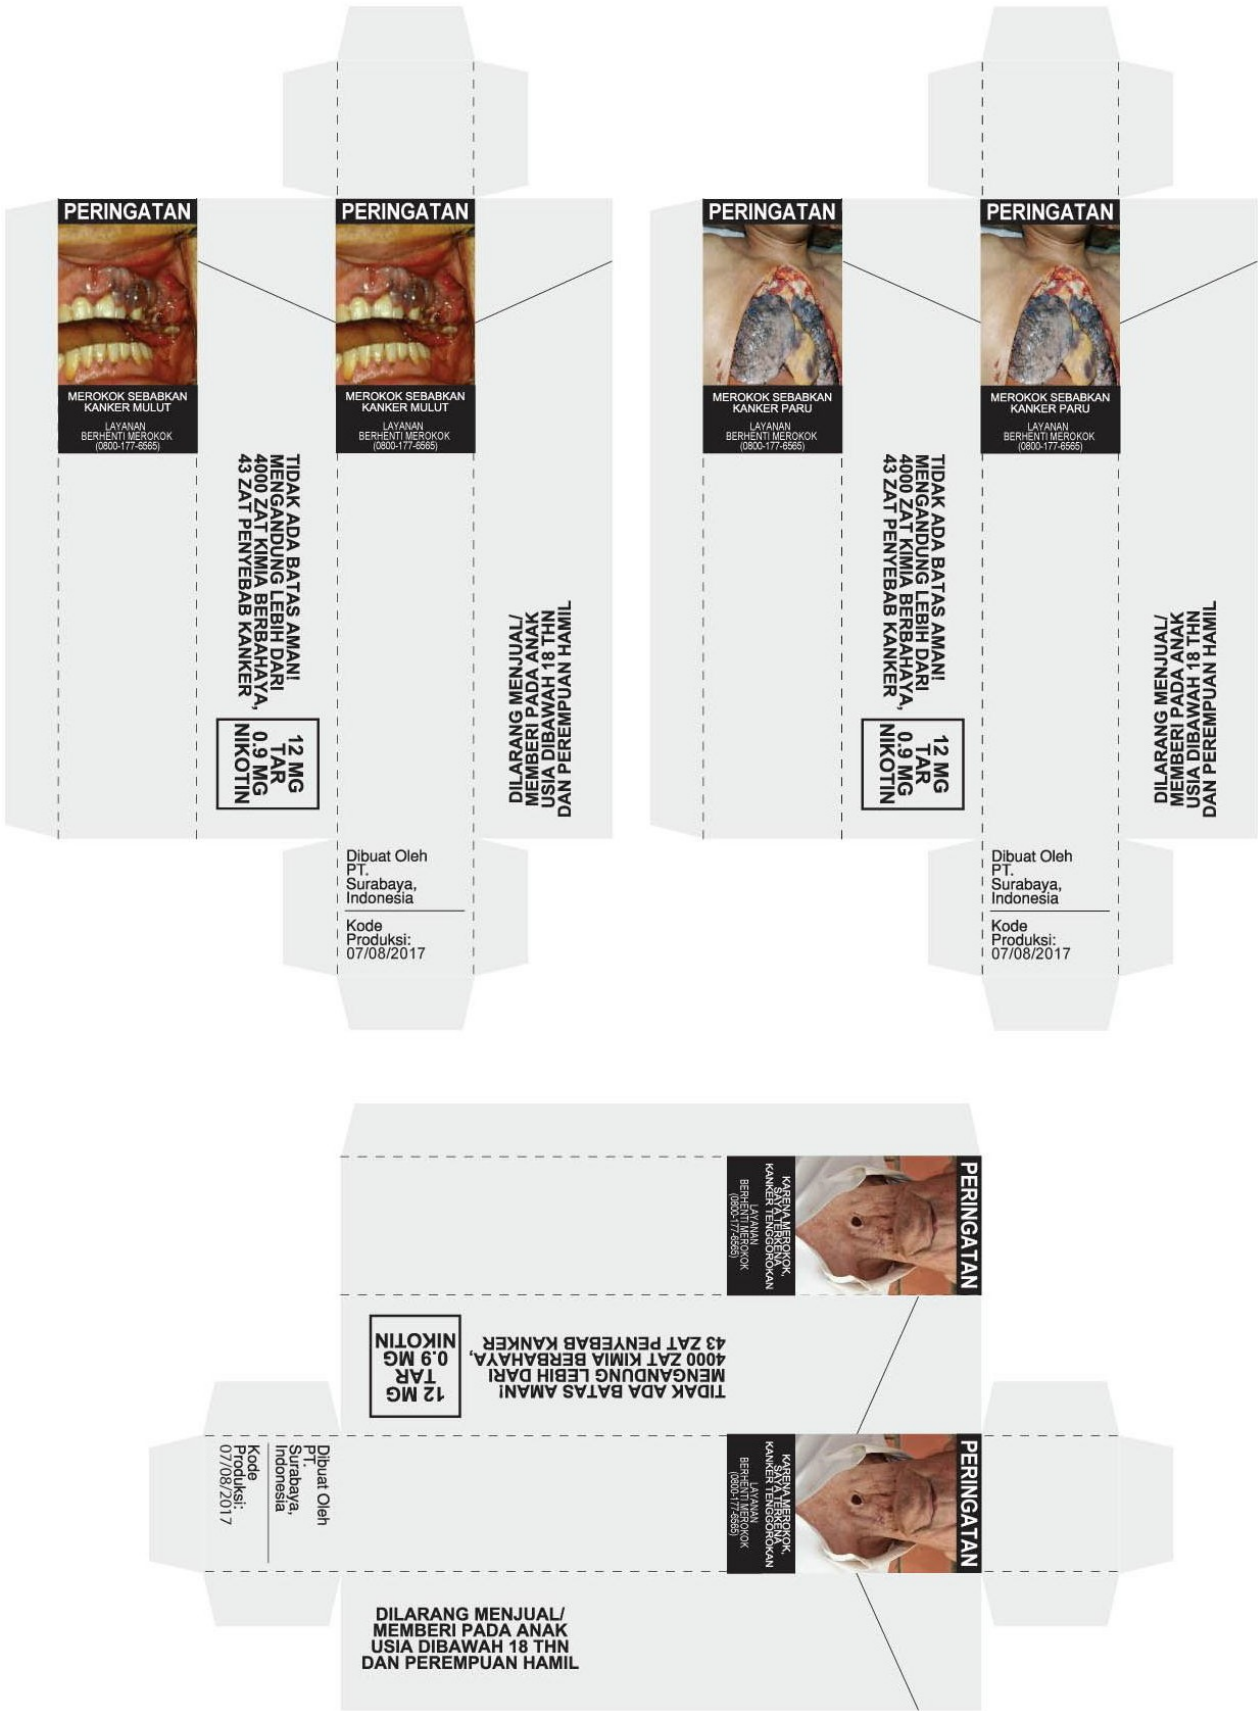 PERINGATAN
MEROKOK SEBABKAN
KANKER MULUT
LAYANAN
BERHENTI MEROKOK
(0800-177-6565)
TIDAK ADA BATAS AMAN!
MENGANDUNG LEBIH DARI
4000 ZAT KIMIA BERBAHAYA,
43 ZAT PENYEBAB KANKER
12 MG
TAR
0.9 MG
NIKOTIN
PERINGATAN
MEROKOK SEBABKAN
KANKER MULUT
LAYANAN
BERHENTI MEROKOK
(0800-177-6565)
DILARANG MENJUAL/
MEMBERI PADA ANAK
USIA DIBAWAH 18 THN
DAN PEREMPUAN HAMIL
Dibuat Oleh
PT.
Surabaya,
Indonesia
Kode
Produksi:
07/08/2017
PERINGATAN
MEROKOK SEBABKAN
KANKER PARU
LAYANAN
BERHENTI MEROKOK
(0800-177-6565)
TIDAK ADA BATAS AMAN!
MENGANDUNG LEBIH DARI
4000 ZAT KIMIA BERBAHAYA,
43 ZAT PENYEBAB KANKER
12 MG
TAR
0.9 MG
NIKOTIN
PERINGATAN
MEROKOK SEBABKAN
KANKER PARU
LAYANAN
BERHENTI MEROKOK
(0800-177-6565)
DILARANG MENJUAL/
MEMBERI PADA ANAK
USIA DIBAWAH 18 THN
DAN PEREMPUAN HAMIL
Dibuat Oleh
PT.
Surabaya,
Indonesia
Kode
Produksi:
07/08/2017
PERINGATAN
KARENA MEROKOK,
SAYA TERKENA
KANKER TENGGOROKAN
LAYANAN
BERHENTI MEROKOK
(0800-177-6565)
TIDAK ADA BATAS AMAN!
MENGANDUNG LEBIH DARI
4000 ZAT KIMIA BERBAHAYA,
43 ZAT PENYEBAB KANKER
12 MG
TAR
0.9 MG
NIKOTIN
PERINGATAN
KARENA MEROKOK,
SAYA TERKENA
KANKER TENGGOROKAN
LAYANAN
BERHENTI MEROKOK
(0800-177-6565)
Dibuat Oleh
PT.
Surabaya,
Indonesia
Kode
Produksi:
07/08/2017
DILARANG MENJUAL/
MEMBERI PADA ANAK
USIA DIBAWAH 18 THN
DAN PEREMPUAN HAMIL